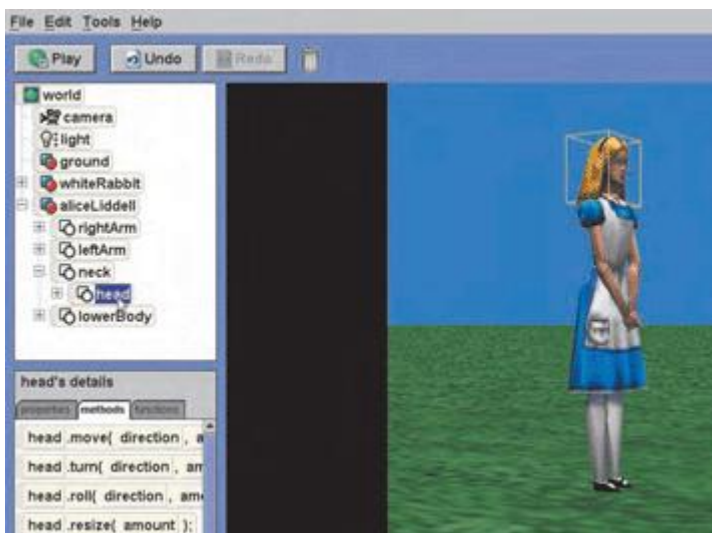 File Edit Tools Help
Play Undo Redo
world
camera
light
ground
whiteRabbit
aliceLiddell
rightArm
leftArm
neck
head
lowerBody
head's details
properties methods functions
head .move( direction , a
head .turn( direction , am
head .roll( direction , am
head .resize( amount );